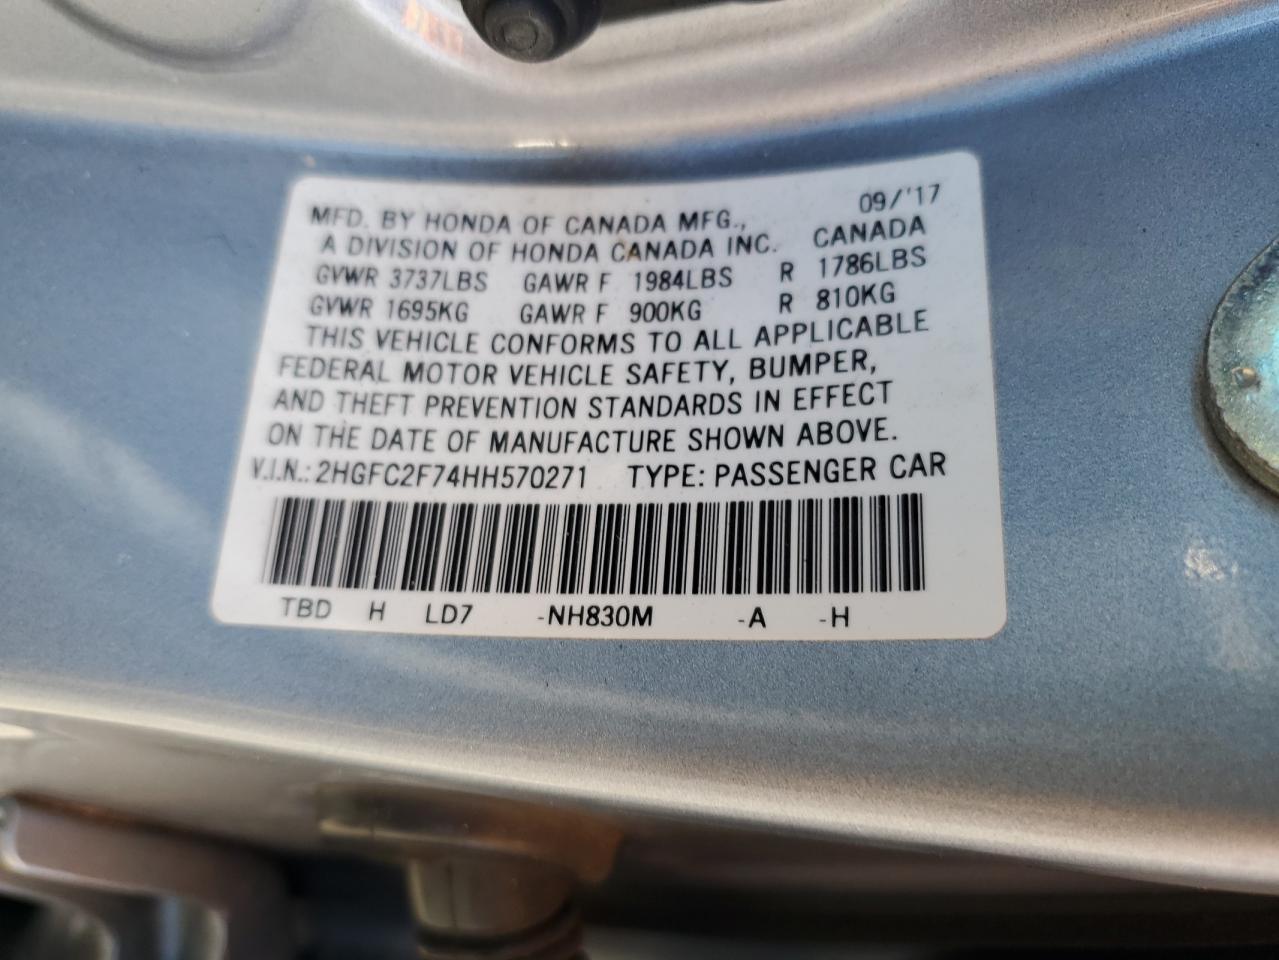 09/'17
MFD. BY HONDA OF CANADA MFG.,
A DIVISION OF HONDA CANADA INC. CANADA
GVWR 3737LBS GAWR F 1984LBS R 1786LBS
GVWR 1695KG GAWR F 900KG R 810KG
THIS VEHICLE CONFORMS TO ALL APPLICABLE
FEDERAL MOTOR VEHICLE SAFETY, BUMPER,
AND THEFT PREVENTION STANDARDS IN EFFECT
ON THE DATE OF MANUFACTURE SHOWN ABOVE.
V.I.N.: 2HGFC2F74HH570271 TYPE: PASSENGER CAR
TBD H LD7 -NH830M -A -H